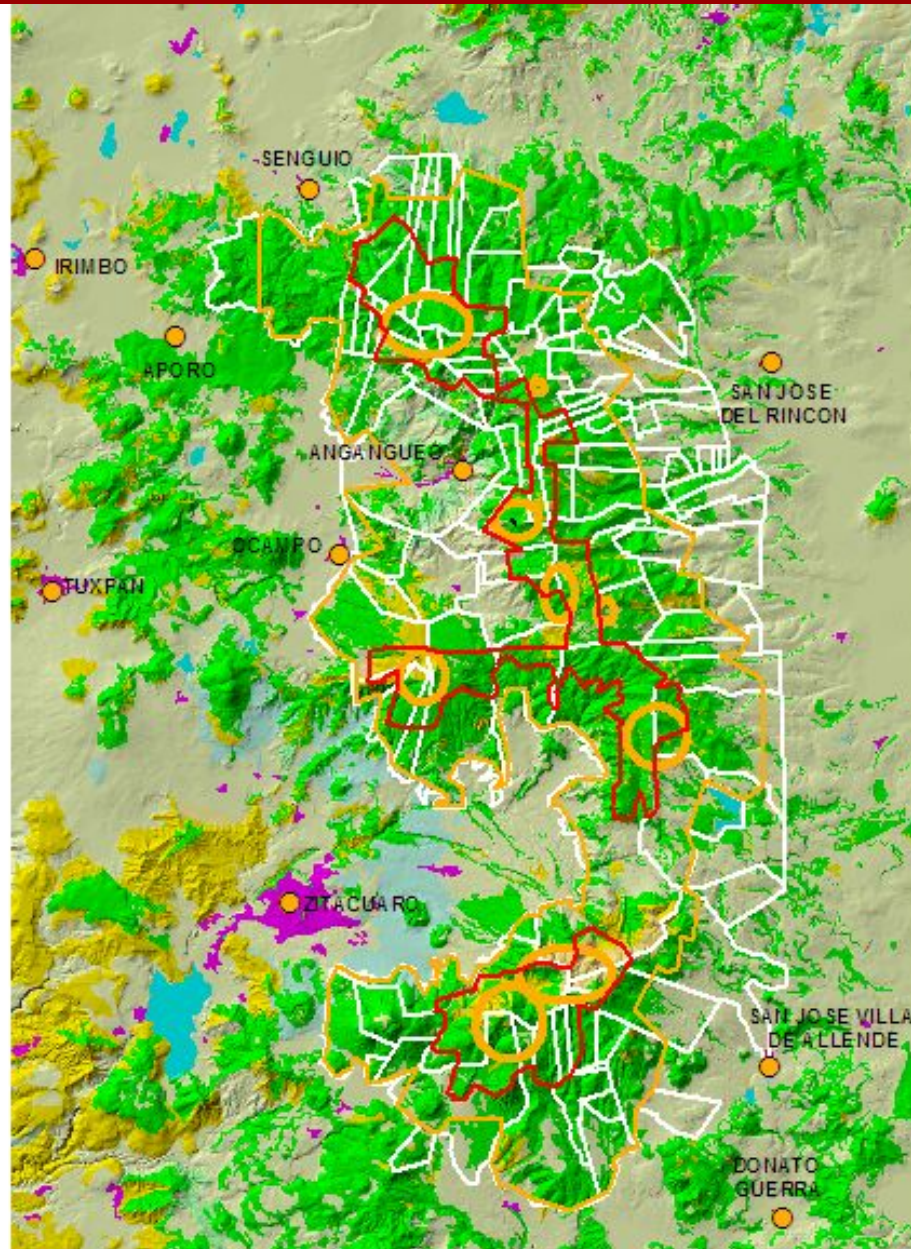 SENGUIO
IRIMBO
APORO
SAN JOSE
DEL RINCON
ANGANGUEO
OCAMPO
TUXPAN
ZITACUARO
SAN JOSE VILLA
DE ALLENDE
DONATO
GUERRA